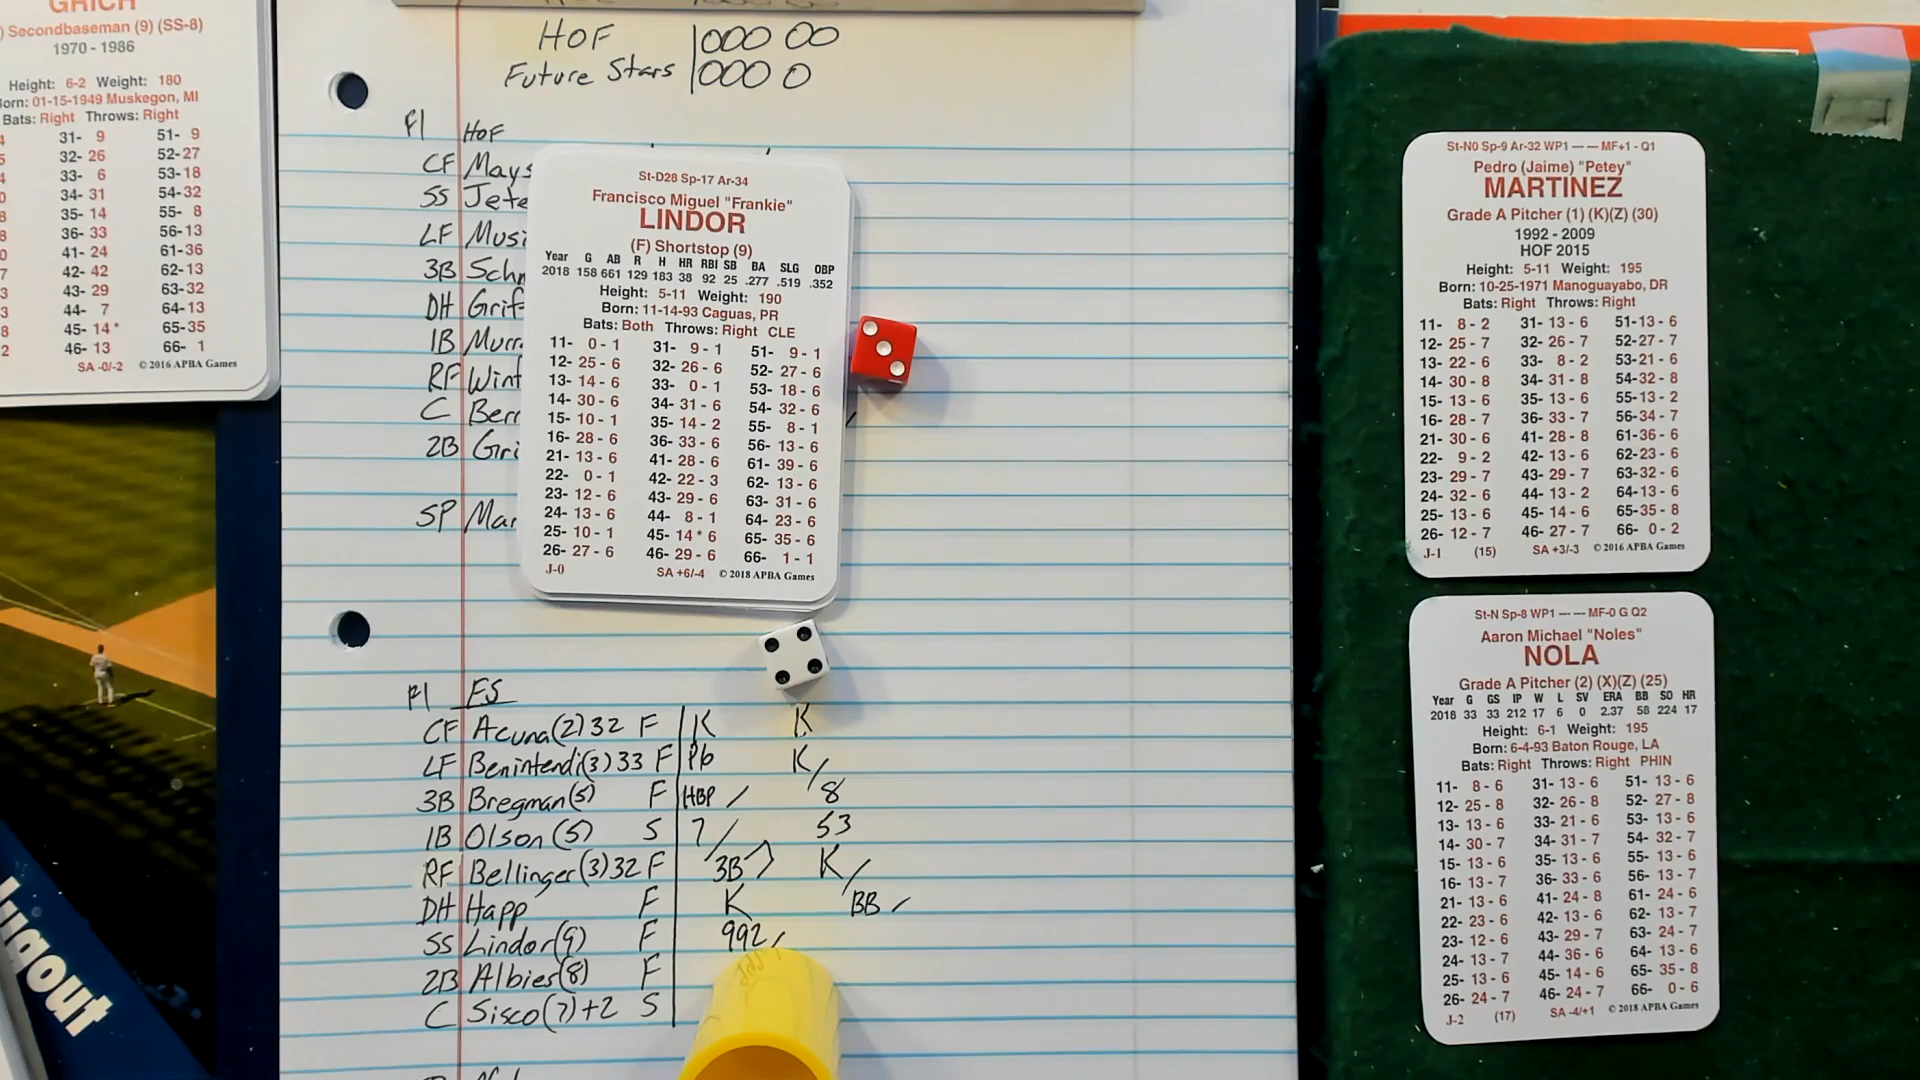 GRICH
) Secondbaseman (9) (SS-8)
1970 - 1986
Height: 6-2 Weight: 180
Born: 01-15-1949 Muskegon, MI
Bats: Right Throws: Right
31- 9 51- 9
32- 26 52-27
33- 6 53-18
34- 31 54-32
35- 14 55- 8
36- 33 56-13
41- 24 61-36
42- 42 62-13
43- 29 63-32
44- 7 64-13
45- 14* 65-35
46- 13 66- 1
SA -0/-2 © 2016 APBA Games
HOF 000 00
Future Stars 000 0
P1 HOF
CF Mays
SS Jete
LF Musi
3B Schm
DH Grif
1B Murr
RF Winf
C Berr
2B Gri
SP Mar
St-D28 Sp-17 Ar-34
Francisco Miguel "Frankie"
LINDOR
(F) Shortstop (9)
Year G AB R H HR RBI SB BA SLG OBP
2018 158 661 129 183 38 92 25 .277 .519 .352
Height: 5-11 Weight: 190
Born: 11-14-93 Caguas, PR
Bats: Both Throws: Right CLE
11- 0 - 1 31- 9 - 1 51- 9 - 1
12- 25 - 6 32- 26 - 6 52- 27 - 6
13- 14 - 6 33- 0 - 1 53- 18 - 6
14- 30 - 6 34- 31 - 6 54- 32 - 6
15- 10 - 1 35- 14 - 2 55- 8 - 1
16- 28 - 6 36- 33 - 6 56- 13 - 6
21- 13 - 6 41- 28 - 6 61- 39 - 6
22- 0 - 1 42- 22 - 3 62- 13 - 6
23- 12 - 6 43- 29 - 6 63- 31 - 6
24- 13 - 6 44- 8 - 1 64- 23 - 6
25- 10 - 1 45- 14 * 6 65- 35 - 6
26- 27 - 6 46- 29 - 6 66- 1 - 1
J-0 SA +6/-4 © 2018 APBA Games
P1 FS
CF Acuna(2)32 F K K
LF Benintendi(3)33 F Pb K
3B Bregman(5) F HBP 8
1B Olson(5) S 7 53
RF Bellinger(3)32 F 3B K
DH Happ F K BB
SS Lindor(9) F 992
2B Albies(8) F
C Sisco(7)+2 S
St-N0 Sp-9 Ar-32 WP1 — — MF+1 - Q1
Pedro (Jaime) "Petey"
MARTINEZ
Grade A Pitcher (1) (K)(Z) (30)
1992 - 2009
HOF 2015
Height: 5-11 Weight: 195
Born: 10-25-1971 Manoguayabo, DR
Bats: Right Throws: Right
11- 8 - 2 31- 13 - 6 51-13 - 6
12- 25 - 7 32- 26 - 7 52-27 - 7
13- 22 - 6 33- 8 - 2 53-21 - 6
14- 30 - 8 34- 31 - 8 54-32 - 8
15- 13 - 6 35- 13 - 6 55-13 - 2
16- 28 - 7 36- 33 - 7 56-34 - 7
21- 30 - 6 41- 28 - 8 61-36 - 6
22- 9 - 2 42- 13 - 6 62-23 - 6
23- 29 - 7 43- 29 - 7 63-32 - 6
24- 32 - 6 44- 13 - 2 64-13 - 6
25- 13 - 6 45- 14 - 6 65-35 - 8
26- 12 - 7 46- 27 - 7 66- 0 - 2
J-1 (15) SA +3/-3 © 2016 APBA Games
St-N Sp-8 WP1 — — MF-0 G Q2
Aaron Michael "Noles"
NOLA
Grade A Pitcher (2) (X)(Z) (25)
Year G GS IP W L SV ERA BB SO HR
2018 33 33 212 17 6 0 2.37 58 224 17
Height: 6-1 Weight: 195
Born: 6-4-93 Baton Rouge, LA
Bats: Right Throws: Right PHIN
11- 8 - 6 31- 13 - 6 51- 13 - 6
12- 25 - 8 32- 26 - 8 52- 27 - 8
13- 13 - 6 33- 21 - 6 53- 13 - 6
14- 30 - 7 34- 31 - 7 54- 32 - 7
15- 13 - 6 35- 13 - 6 55- 13 - 6
16- 13 - 7 36- 33 - 6 56- 13 - 7
21- 13 - 6 41- 24 - 8 61- 24 - 6
22- 23 - 6 42- 13 - 6 62- 13 - 7
23- 12 - 6 43- 29 - 7 63- 24 - 7
24- 13 - 7 44- 36 - 6 64- 13 - 6
25- 13 - 6 45- 14 - 6 65- 35 - 8
26- 24 - 7 46- 24 - 7 66- 0 - 6
J-2 (17) SA -4/+1 © 2018 APBA Games
ugout